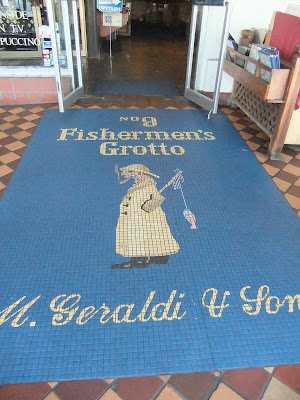 No 9
Fishermen's
Grotto
M. Geraldi & Son